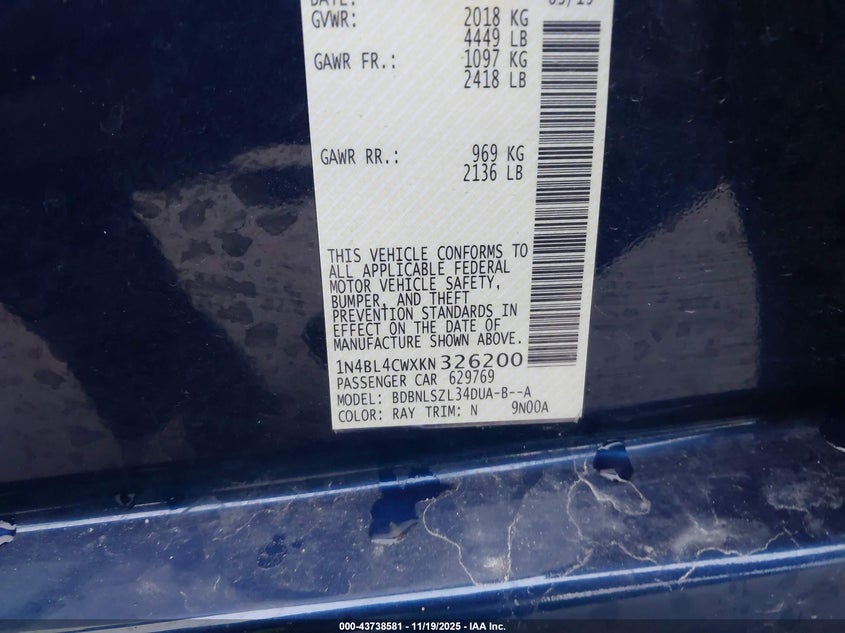 DATE:
GVWR: 2018 KG
4449 LB
GAWR FR.: 1097 KG
2418 LB
GAWR RR.: 969 KG
2136 LB
THIS VEHICLE CONFORMS TO
ALL APPLICABLE FEDERAL
MOTOR VEHICLE SAFETY,
BUMPER, AND THEFT
PREVENTION STANDARDS IN
EFFECT ON THE DATE OF
MANUFACTURE SHOWN ABOVE.
1N4BL4CWXKN326200
PASSENGER CAR 629769
MODEL: BDBNLSZL34DUA-B--A
COLOR: RAY TRIM: N 9N00A
000-43738581 - 11/19/2025 - IAA Inc.